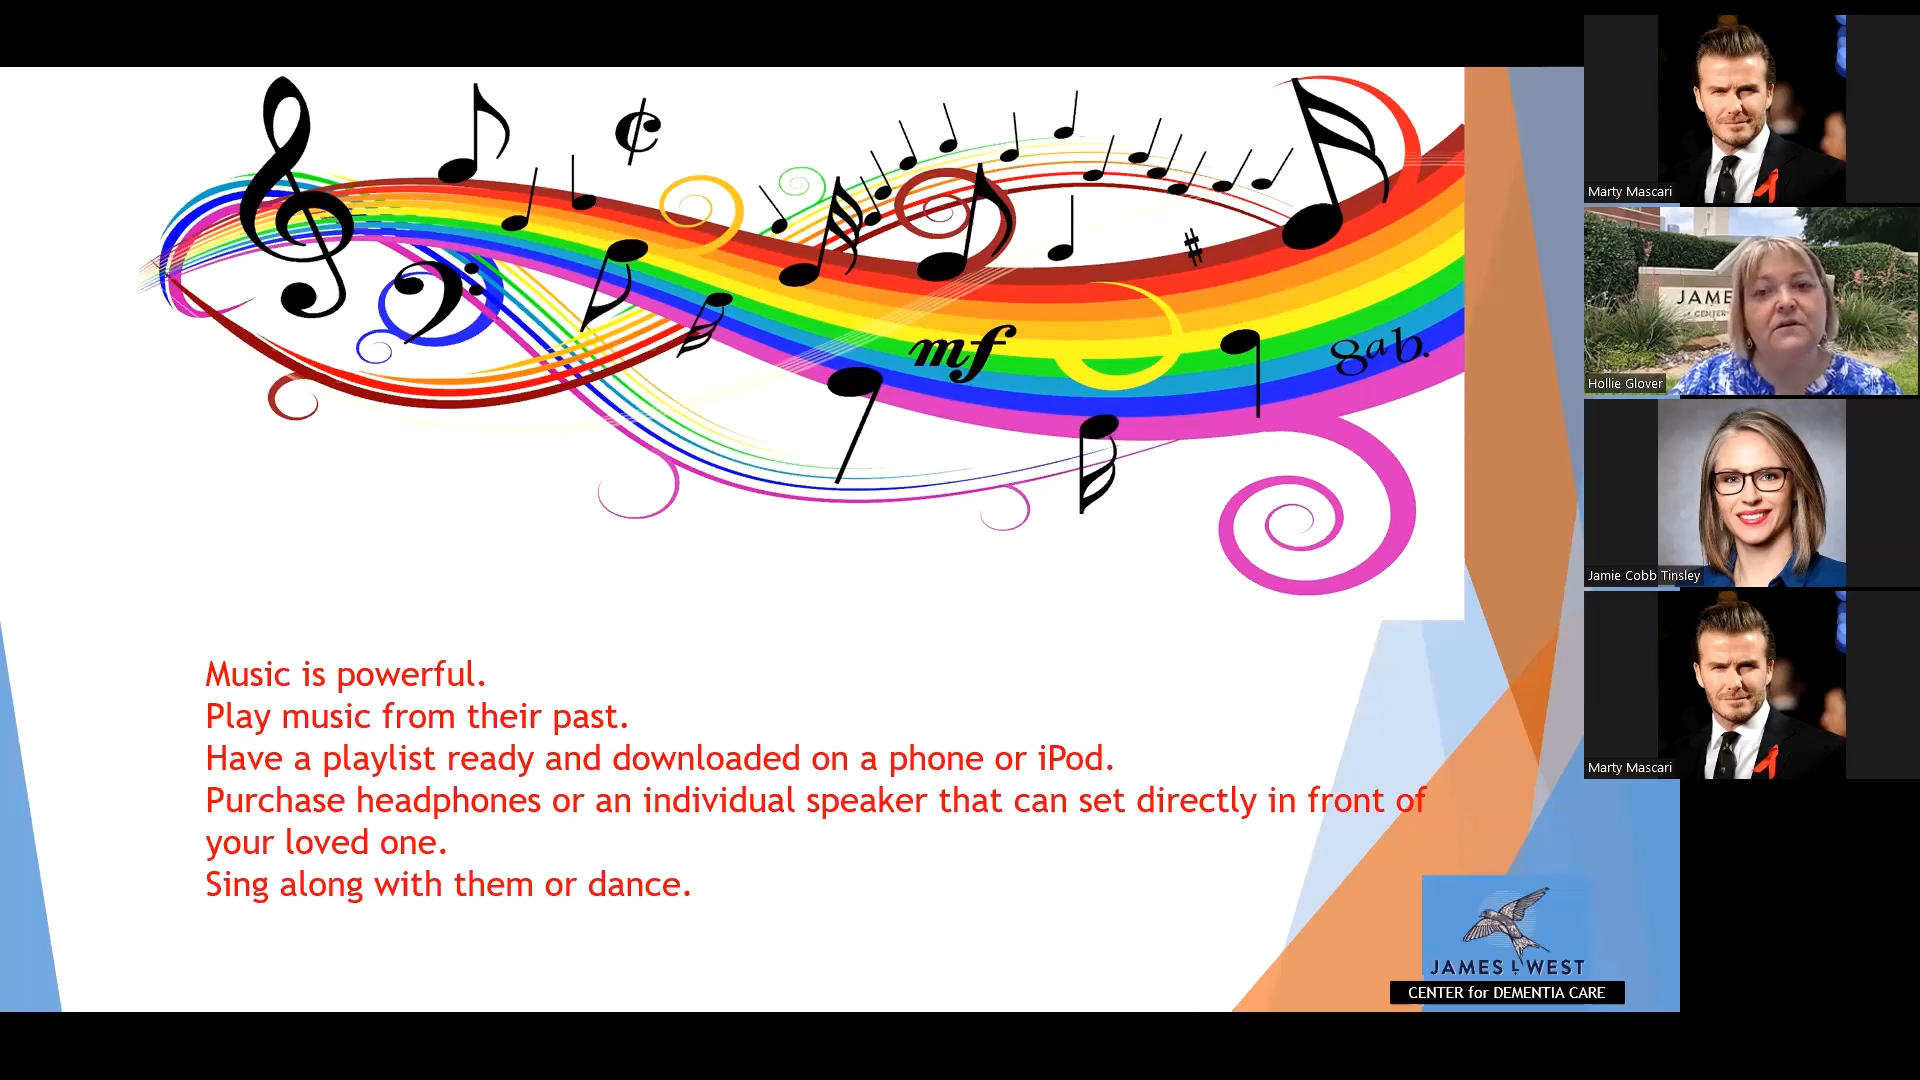 mf
8ab.
Music is powerful.
Play music from their past.
Have a playlist ready and downloaded on a phone or iPod.
Purchase headphones or an individual speaker that can set directly in front of
your loved one.
Sing along with them or dance.
JAMES L WEST
CENTER for DEMENTIA CARE
Marty Mascari
JAME
CENTER
Hollie Glover
Jamie Cobb Tinsley
Marty Mascari